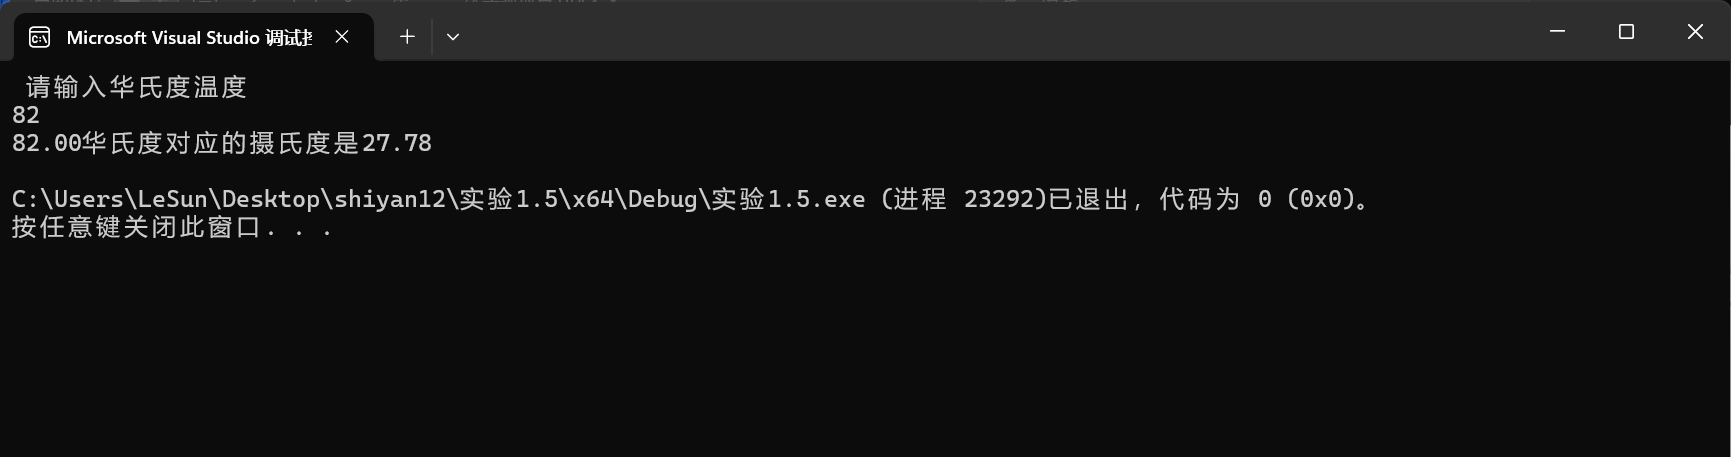 Microsoft Visual Studio 调试
请输入华氏度温度
82
82.00华氏度对应的摄氏度是27.78
C:\Users\LeSun\Desktop\shiyan12\实验1.5\x64\Debug\实验1.5.exe (进程 23292)已退出，代码为 0 (0x0)。
按任意键关闭此窗口. . .